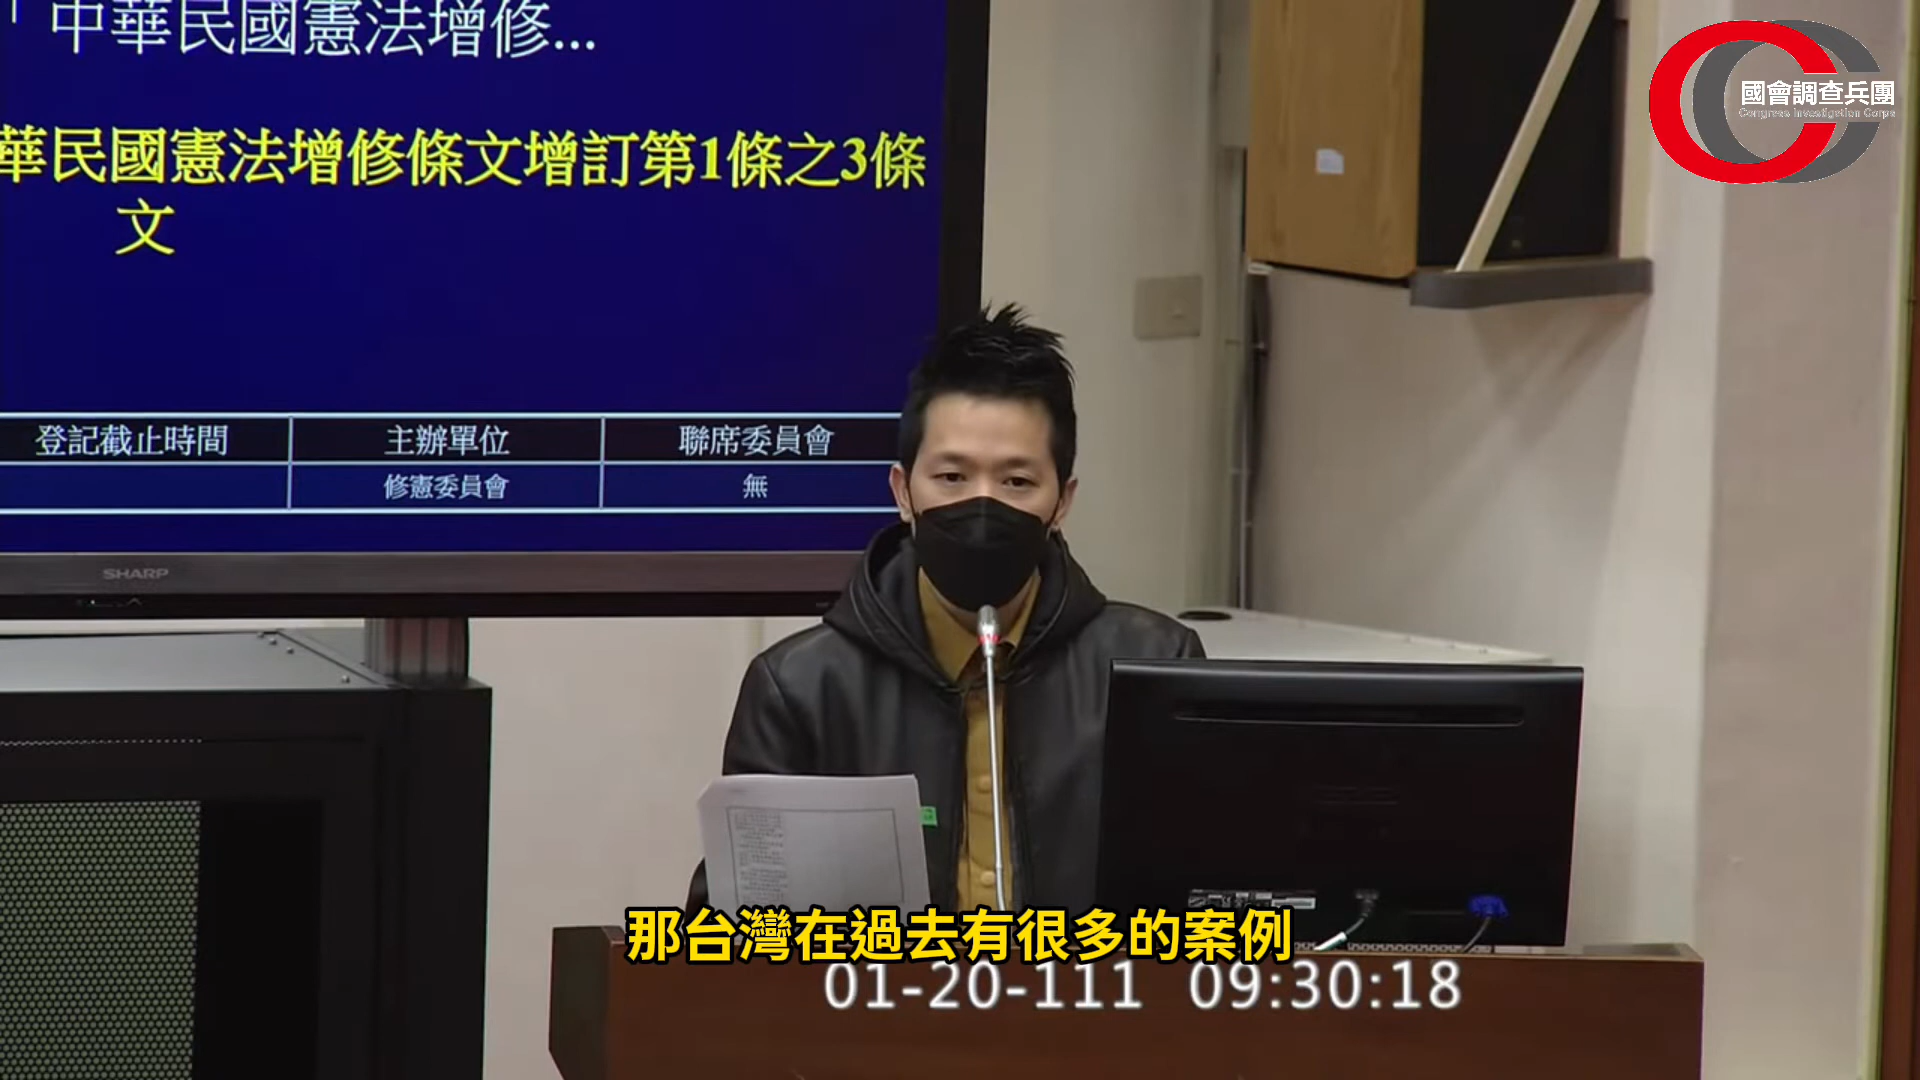 「中華民國憲法增修...
華民國憲法增修條文增訂第1條之3條
文
登記截止時間 主辦單位 聯席委員會
修憲委員會 無
SHARP
國會調查兵團
Congress Investigation Corps
那台灣在過去有很多的案例
01-20-111 09:30:18